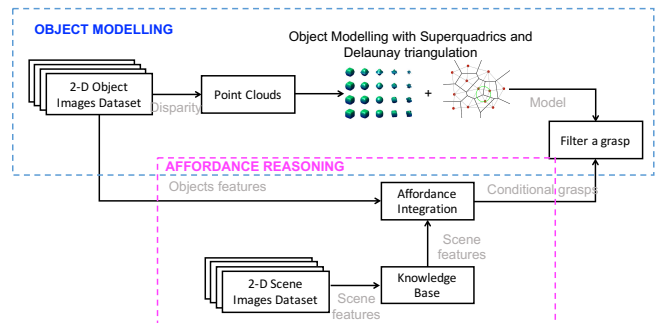 OBJECT MODELLING
Object Modelling with Superquadrics and
Delaunay triangulation
2-D Object
Images Dataset
Disparity
Point Clouds
+
Model
Filter a grasp
AFFORDANCE REASONING
Objects features
Affordance
Integration
Conditional grasps
Scene
features
2-D Scene
Images Dataset
Scene
features
Knowledge
Base